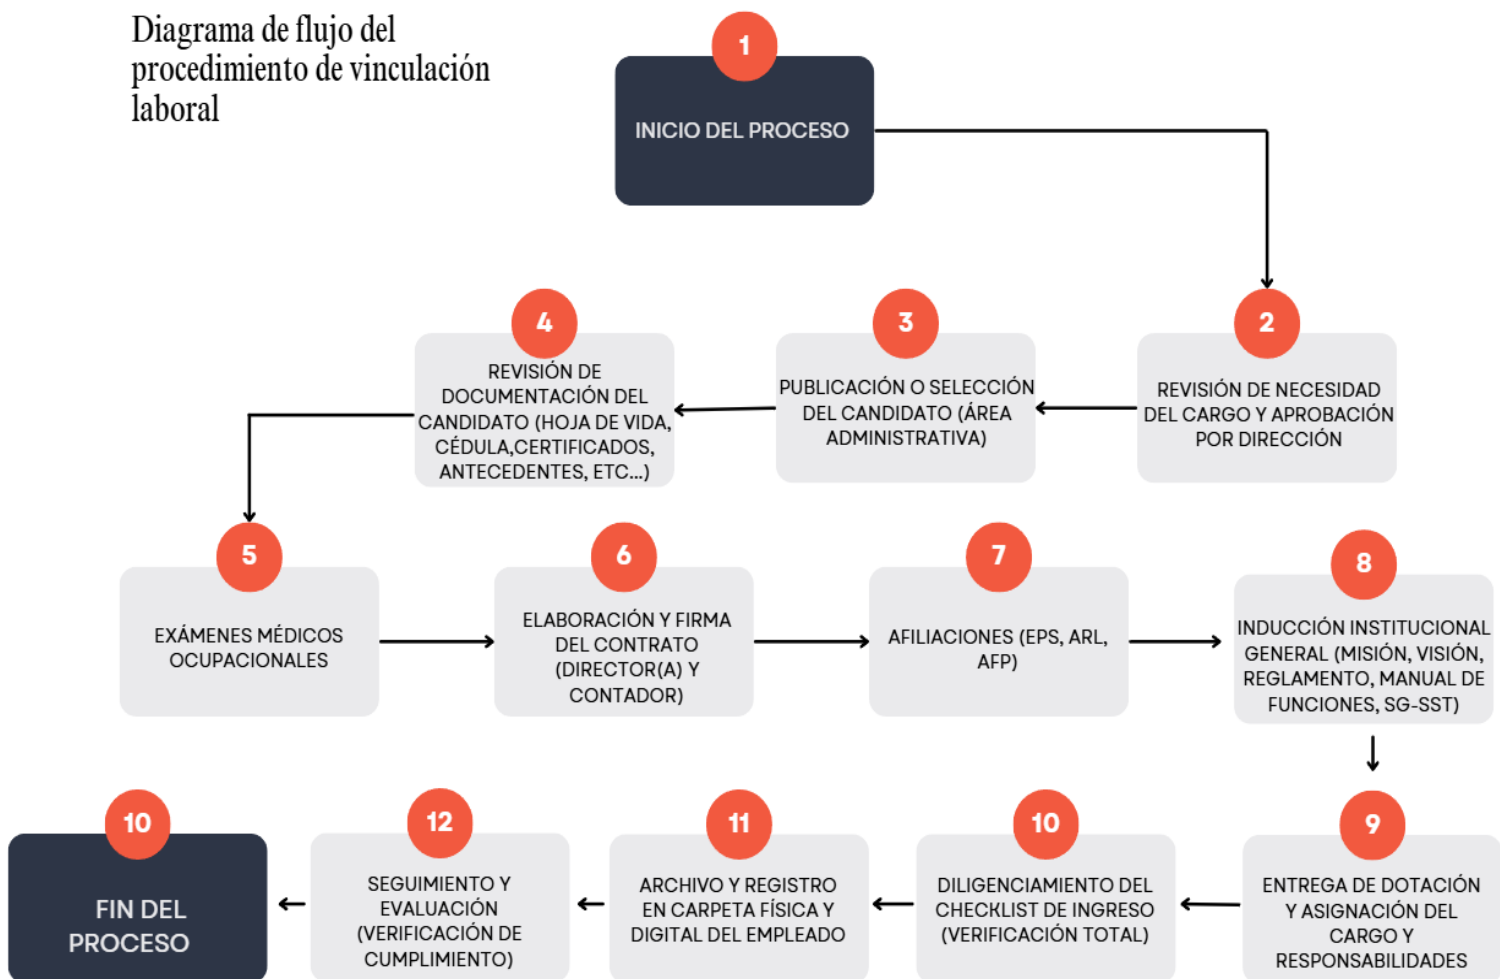 Diagrama de flujo del
procedimiento de vinculación
laboral
1
INICIO DEL PROCESO
2
REVISIÓN DE NECESIDAD
DEL CARGO Y APROBACIÓN
POR DIRECCIÓN
3
PUBLICACIÓN O SELECCIÓN
DEL CANDIDATO (ÁREA
ADMINISTRATIVA)
4
REVISIÓN DE
DOCUMENTACIÓN DEL
CANDIDATO (HOJA DE VIDA,
CÉDULA,CERTIFICADOS,
ANTECEDENTES, ETC...)
5
EXÁMENES MÉDICOS
OCUPACIONALES
6
ELABORACIÓN Y FIRMA
DEL CONTRATO
(DIRECTOR(A) Y
CONTADOR)
7
AFILIACIONES (EPS, ARL,
AFP)
8
INDUCCIÓN INSTITUCIONAL
GENERAL (MISIÓN, VISIÓN,
REGLAMENTO, MANUAL DE
FUNCIONES, SG-SST)
9
ENTREGA DE DOTACIÓN
Y ASIGNACIÓN DEL
CARGO Y
RESPONSABILIDADES
10
DILIGENCIAMIENTO DEL
CHECKLIST DE INGRESO
(VERIFICACIÓN TOTAL)
11
ARCHIVO Y REGISTRO
EN CARPETA FÍSICA Y
DIGITAL DEL EMPLEADO
12
SEGUIMIENTO Y
EVALUACIÓN
(VERIFICACIÓN DE
CUMPLIMIENTO)
10
FIN DEL
PROCESO